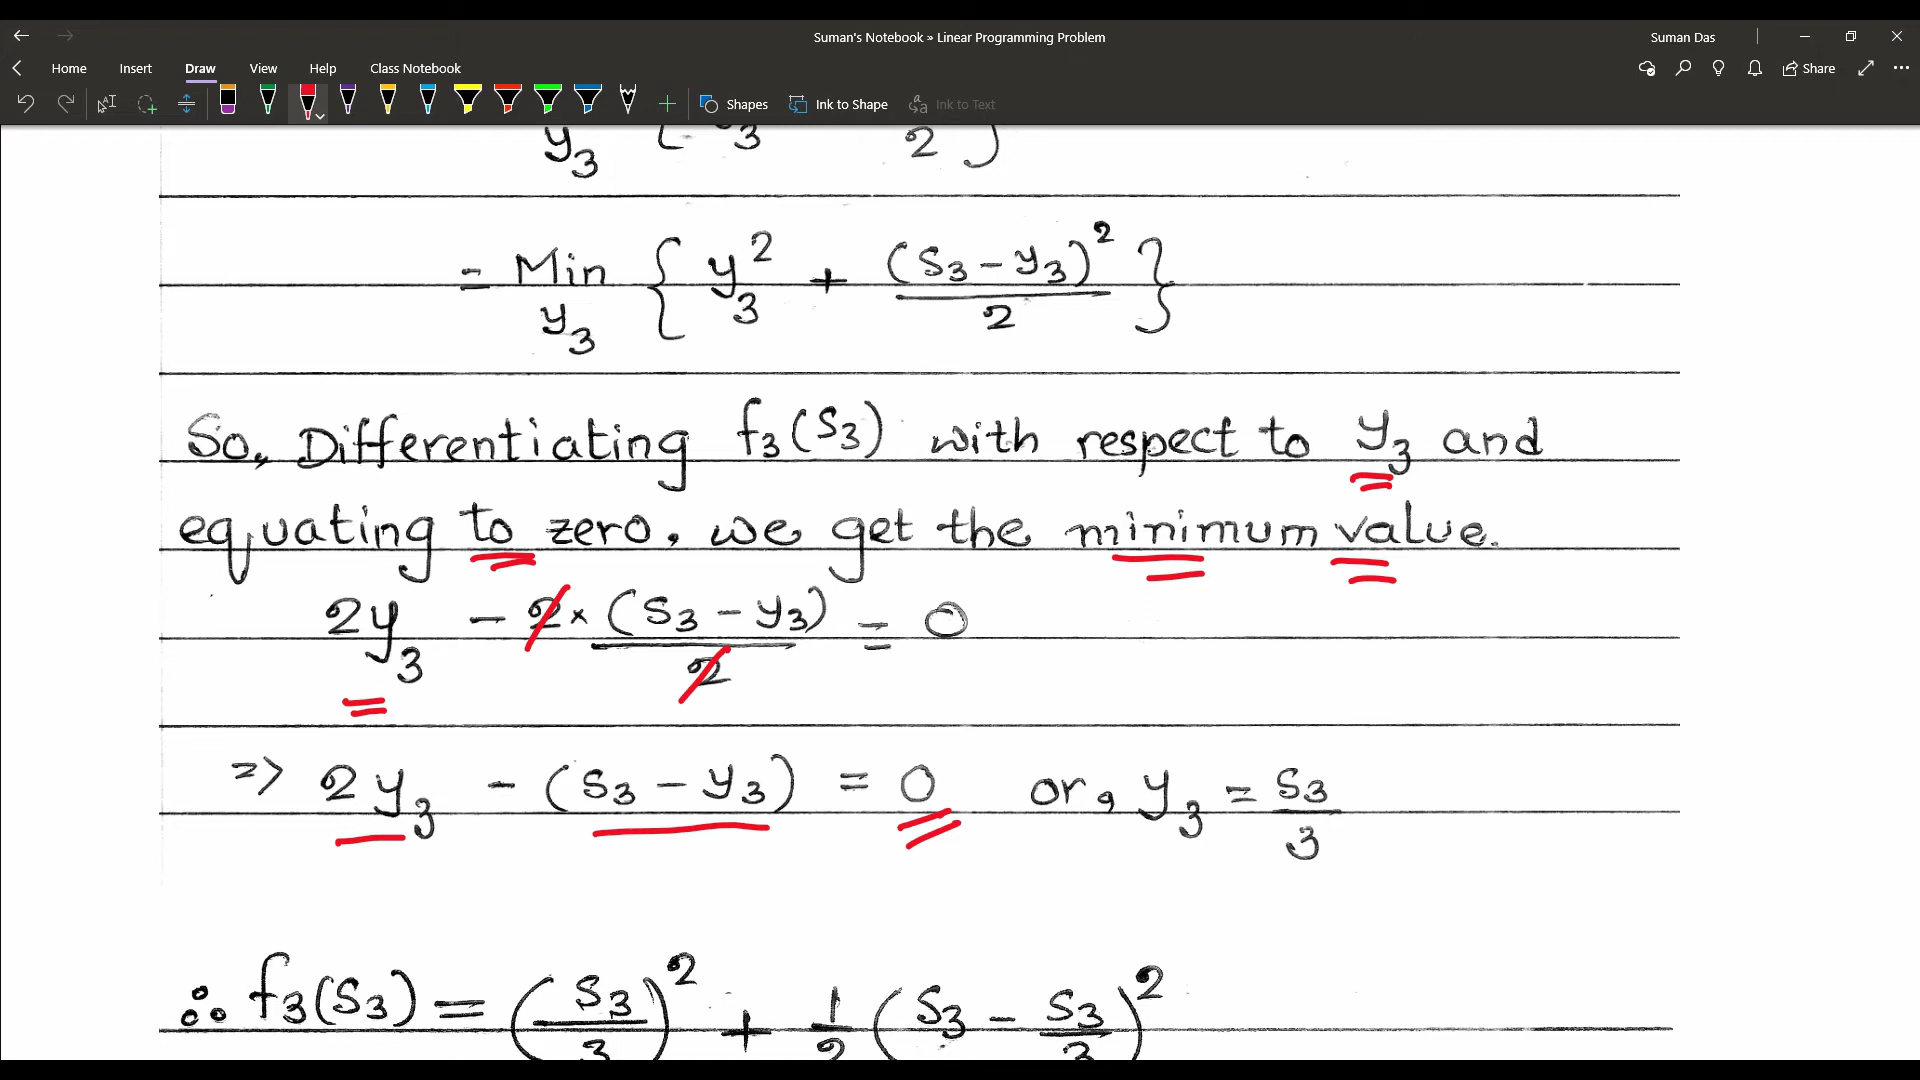 Suman's Notebook » Linear Programming Problem
Suman Das
Home Insert Draw View Help Class Notebook
Share
Shapes Ink to Shape Ink to Text
y₃ 3 2 }
= Min { y₃² + (S₃ - y₃)² / 2 }
y₃
So, Differentiating f₃(S₃) with respect to y₃ and
equating to zero, we get the minimum value.
2y₃ - 2 × (S₃ - y₃) / 2 = 0
=> 2y₃ - (S₃ - y₃) = 0 or, y₃ = S₃ / 3
∴ f₃(S₃) = (S₃ / 3)² + 1/2 (S₃ - S₃ / 3)²